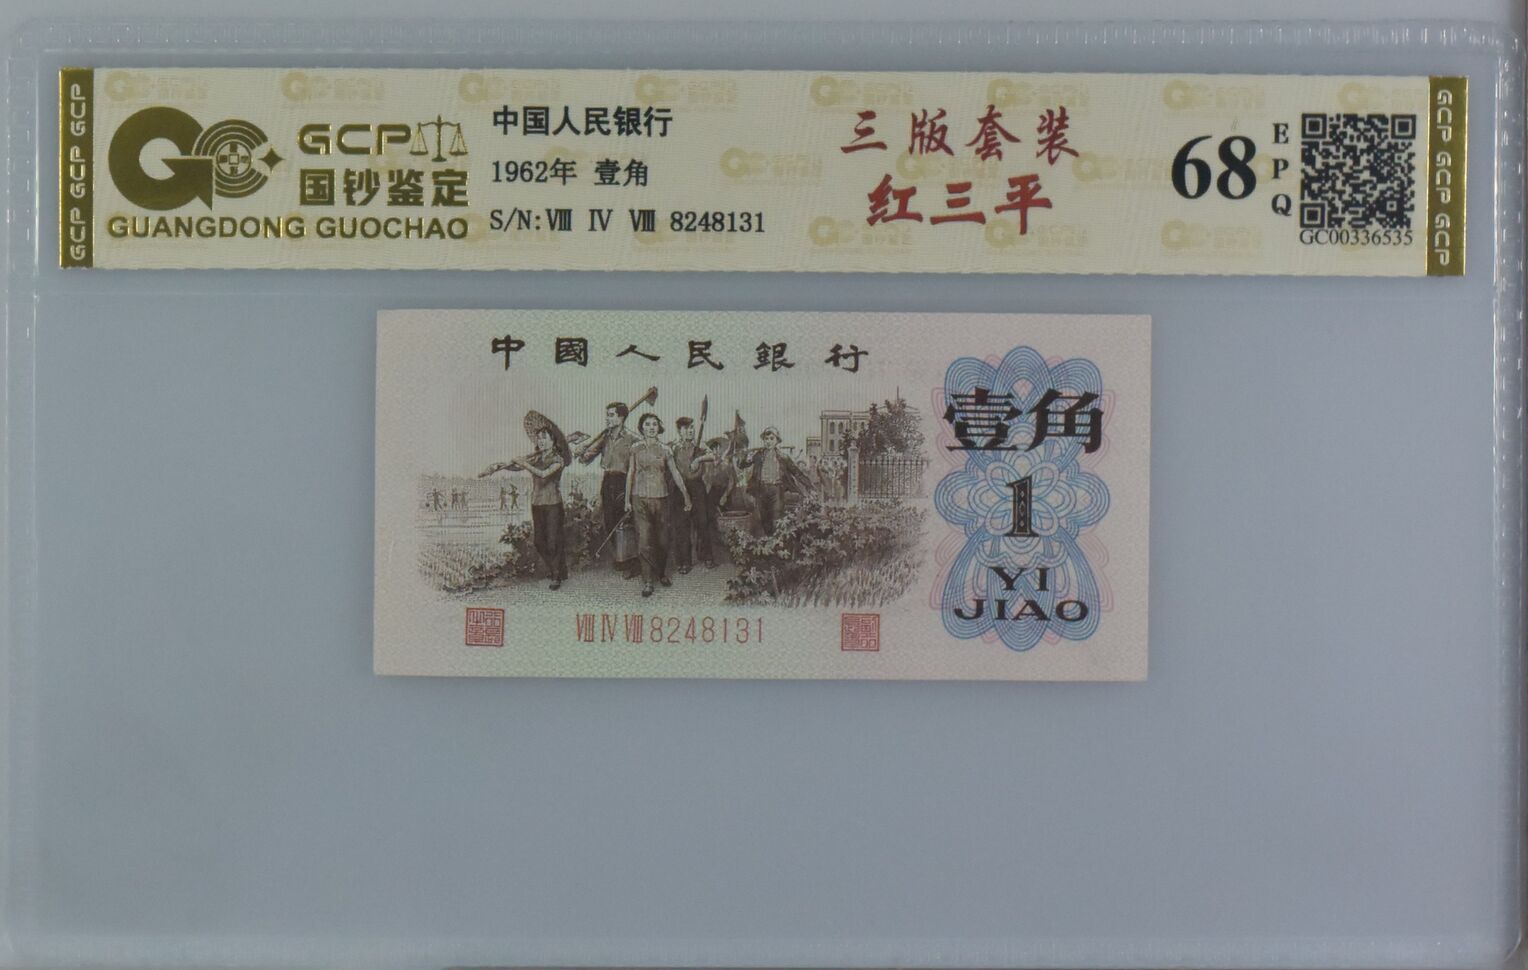 GCP GCP GCP
GCP
国钞鉴定
GUANGDONG GUOCHAO
中国人民银行
1962年 壹角
S/N:Ⅷ Ⅳ Ⅷ 8248131
三版套装
红三平
68
EPQ
GC00336535
GCP GCP GCP
中國人民銀行
壹角
1
YI
JIAO
Ⅷ Ⅳ Ⅷ 8248131